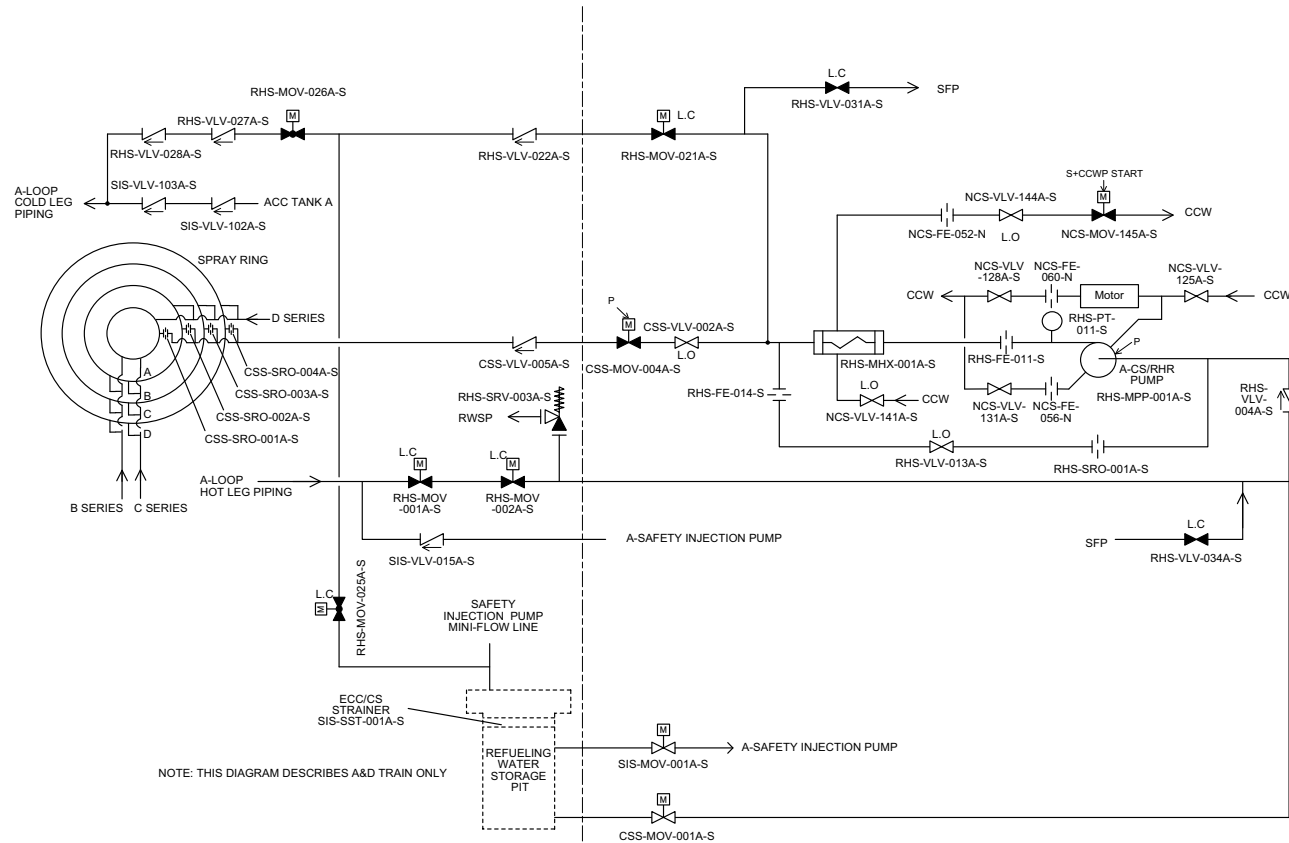 L.C
SFP
RHS-VLV-031A-S
RHS-MOV-026A-S
M
RHS-VLV-027A-S
RHS-VLV-028A-S
M
L.C
RHS-VLV-022A-S
RHS-MOV-021A-S
SIS-VLV-103A-S
A-LOOP
COLD LEG
PIPING
ACC TANK A
SIS-VLV-102A-S
S+CCWP START
M
NCS-VLV-144A-S
CCW
NCS-FE-052-N
L.O
NCS-MOV-145A-S
SPRAY RING
NCS-VLV
-128A-S
NCS-FE-
060-N
NCS-VLV-
125A-S
CCW
Motor
CCW
P
M
D SERIES
CSS-VLV-002A-S
RHS-PT-
011-S
L.O
P
CSS-VLV-005A-S
CSS-MOV-004A-S
RHS-MHX-001A-S
RHS-FE-011-S
A-CS/RHR
PUMP
RHS-MPP-001A-S
CSS-SRO-004A-S
CSS-SRO-003A-S
CSS-SRO-002A-S
CSS-SRO-001A-S
A
B
C
D
RHS-SRV-003A-S
RWSP
RHS-FE-014-S
L.O
CCW
NCS-VLV-141A-S
NCS-VLV-
131A-S
NCS-FE-
056-N
RHS-
VLV-
004A-S
L.O
RHS-VLV-013A-S
RHS-SRO-001A-S
L.C
M
L.C
M
A-LOOP
HOT LEG PIPING
RHS-MOV
-001A-S
RHS-MOV
-002A-S
B SERIES
C SERIES
SIS-VLV-015A-S
A-SAFETY INJECTION PUMP
SFP
L.C
RHS-VLV-034A-S
L.C
M
RHS-MOV-025A-S
SAFETY
INJECTION PUMP
MINI-FLOW LINE
ECC/CS
STRAINER
SIS-SST-001A-S
REFUELING
WATER
STORAGE
PIT
M
SIS-MOV-001A-S
A-SAFETY INJECTION PUMP
NOTE: THIS DIAGRAM DESCRIBES A&D TRAIN ONLY
M
CSS-MOV-001A-S